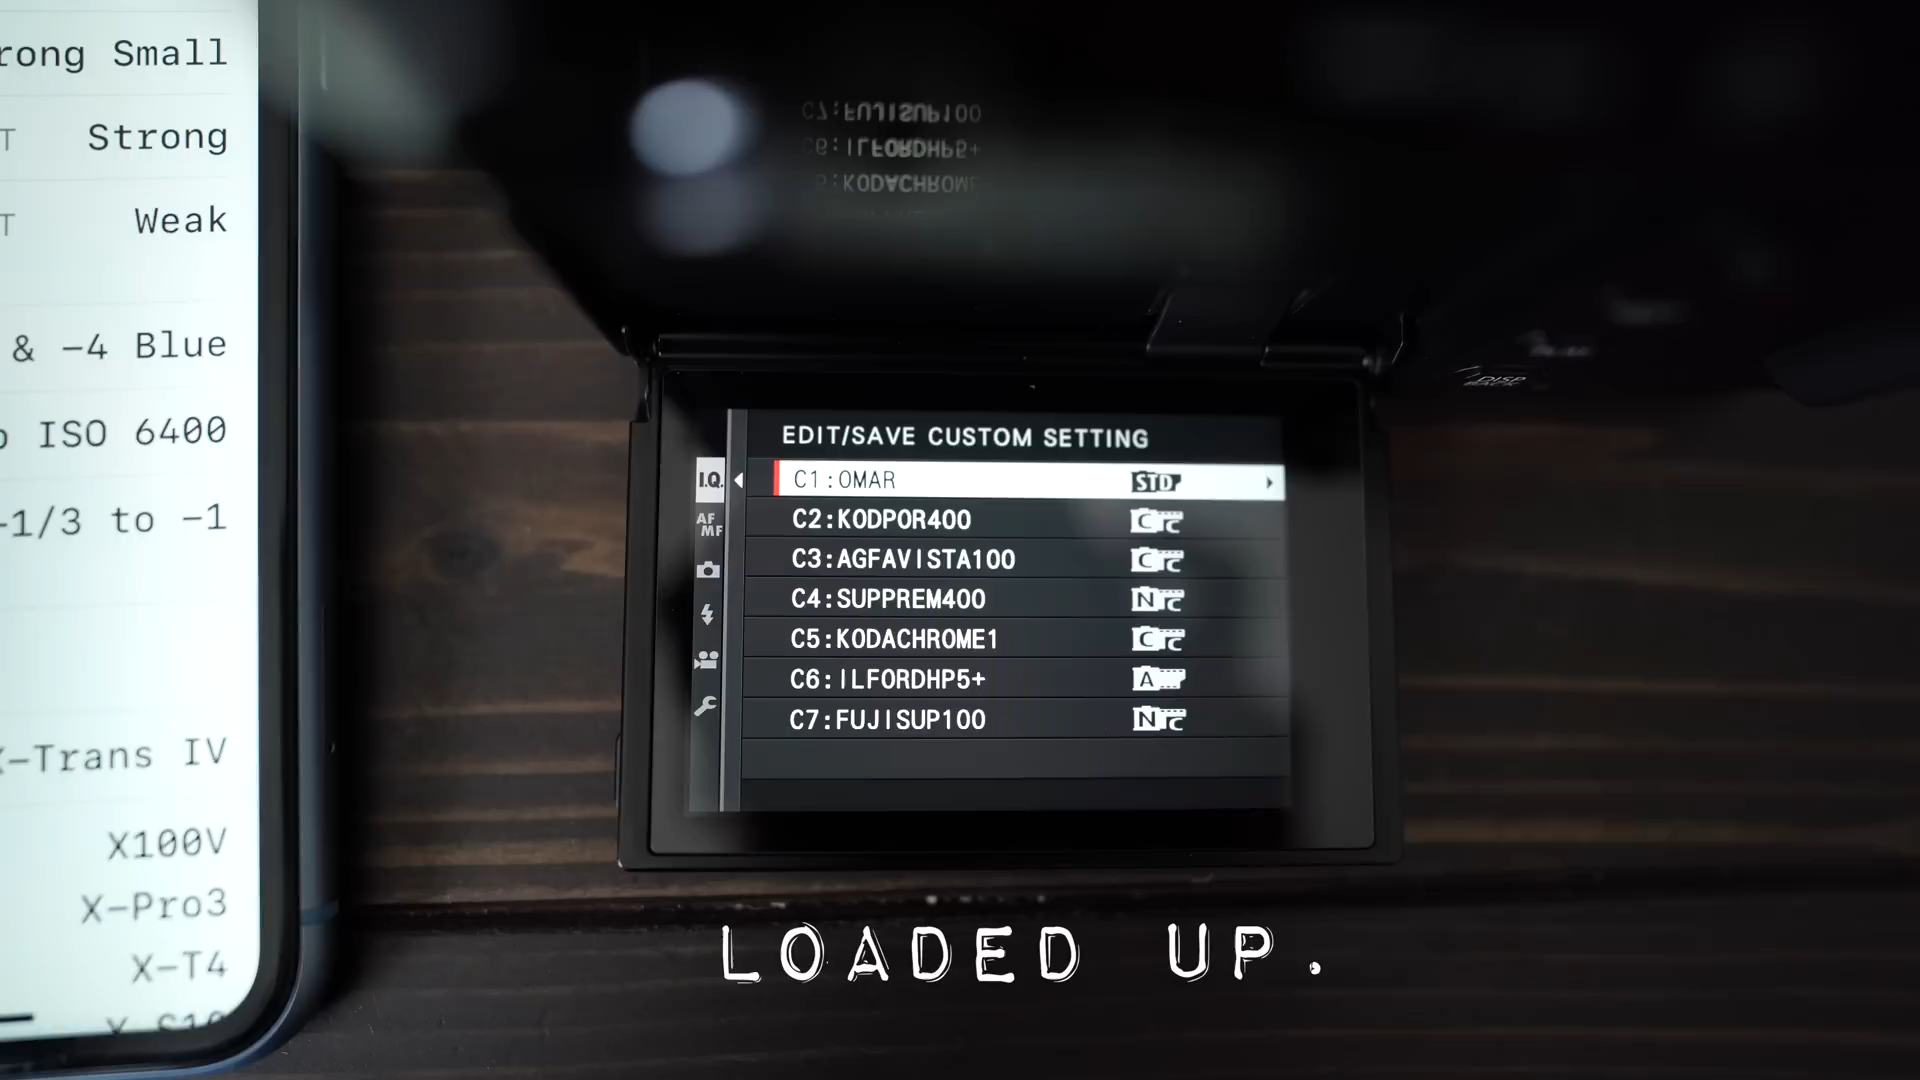 rong Small
T Strong
T Weak
& -4 Blue
ISO 6400
-1/3 to -1
X-Trans IV
X100V
X-Pro3
X-T4
EDIT/SAVE CUSTOM SETTING
I.Q.
AF
MF
C1:OMAR STD
C2:KODPOR400 C C
C3:AGFAVISTA100 C C
C4:SUPPREM400 N C
C5:KODACHROME1 C C
C6:ILFORDHP5+ A
C7:FUJISUP100 N C
DISP
BACK
LOADED UP.